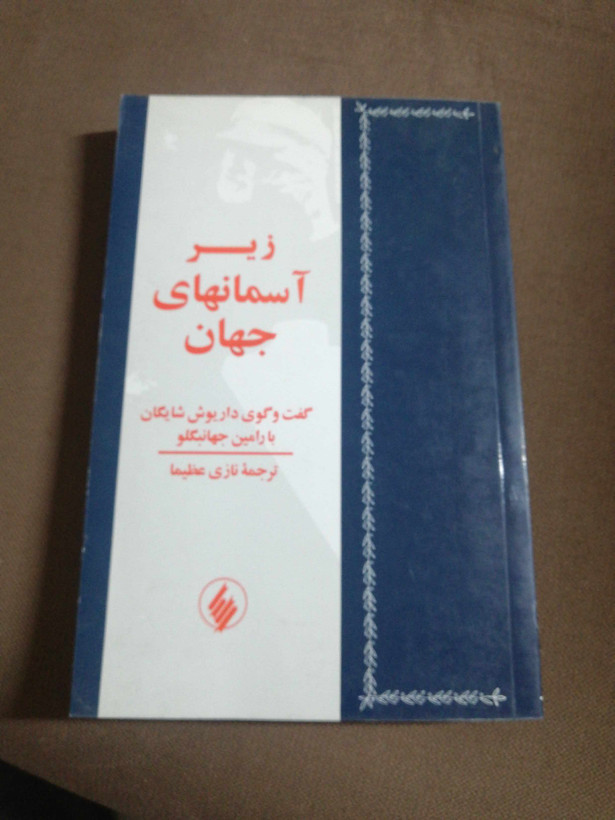 زیر
آسمانهای
جهان
گفت وگوی داریوش شایگان
با رامین جهانبگلو
ترجمهٔ نازی عظیما